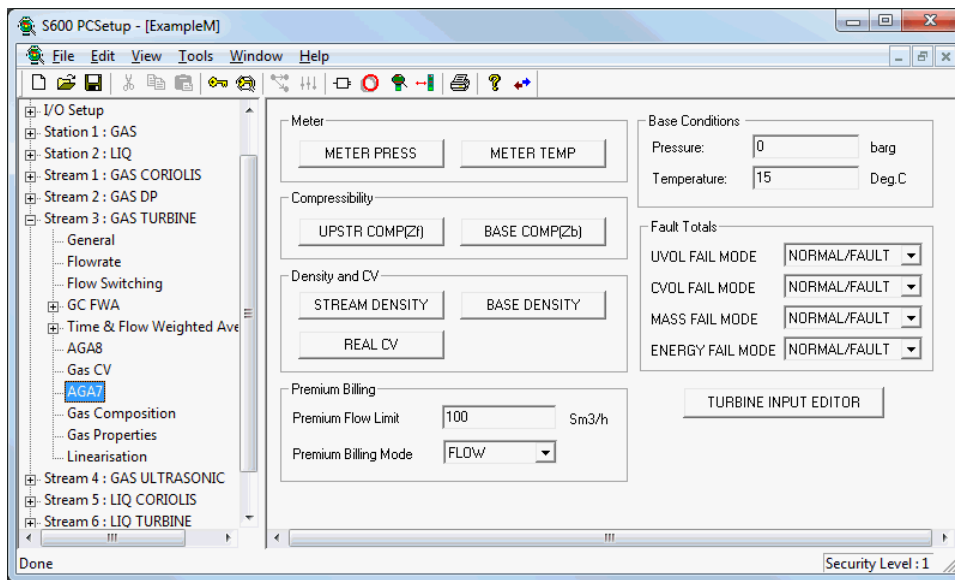 S600 PCSetup - [ExampleM]
File Edit View Tools Window Help
I/O Setup
Station 1 : GAS
Station 2 : LIQ
Stream 1 : GAS CORIOLIS
Stream 2 : GAS DP
Stream 3 : GAS TURBINE
General
Flowrate
Flow Switching
GC FWA
Time & Flow Weighted Ave
AGA8
Gas CV
AGA7
Gas Composition
Gas Properties
Linearisation
Stream 4 : GAS ULTRASONIC
Stream 5 : LIQ CORIOLIS
Stream 6 : LIQ TURBINE
Meter
METER PRESS METER TEMP
Compressibility
UPSTR COMP(Zf) BASE COMP(Zb)
Density and CV
STREAM DENSITY BASE DENSITY
REAL CV
Premium Billing
Premium Flow Limit 100 Sm3/h
Premium Billing Mode FLOW
Base Conditions
Pressure: 0 barg
Temperature: 15 Deg.C
Fault Totals
UVOL FAIL MODE NORMAL/FAULT
CVOL FAIL MODE NORMAL/FAULT
MASS FAIL MODE NORMAL/FAULT
ENERGY FAIL MODE NORMAL/FAULT
TURBINE INPUT EDITOR
Done Security Level : 1